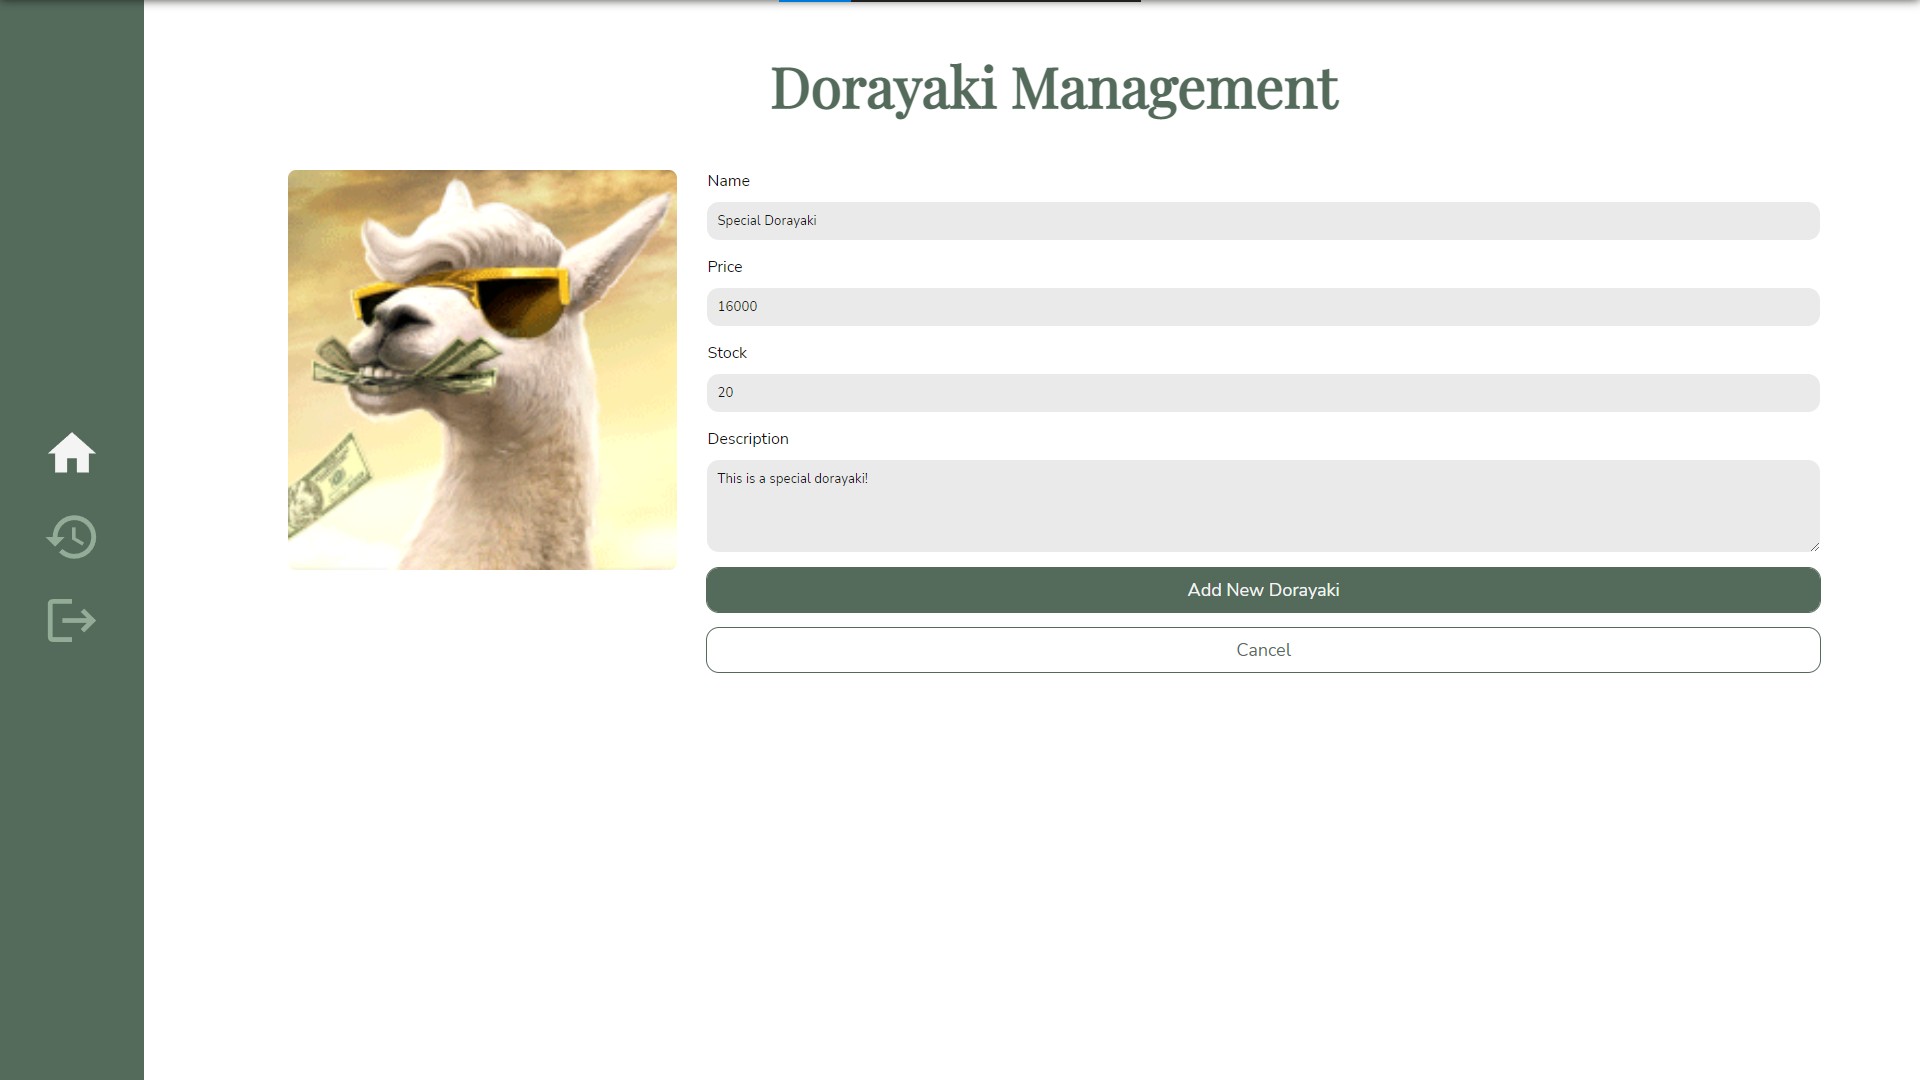 Dorayaki Management
Name
Special Dorayaki
Price
16000
Stock
20
Description
This is a special dorayaki!
Add New Dorayaki
Cancel